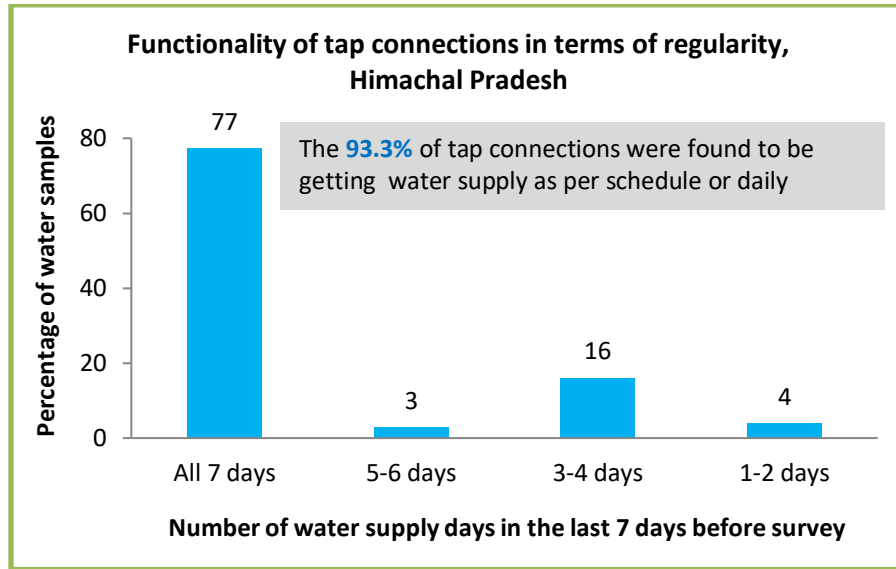 Functionality of tap connections in terms of regularity,
Himachal Pradesh
The 93.3% of tap connections were found to be
getting water supply as per schedule or daily
Percentage of water samples
80
60
40
20
0
77
3
16
4
All 7 days
5-6 days
3-4 days
1-2 days
Number of water supply days in the last 7 days before survey